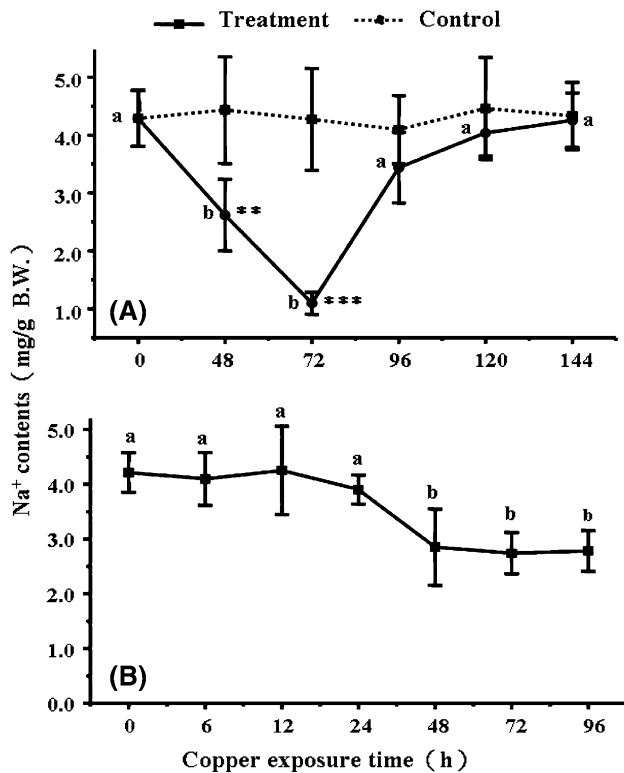 Treatment Control
5.0
a
4.0
a
a
a
3.0
b **
2.0
b ***
1.0
(A)
0 48 72 96 120 144
Na+ contents ( mg/g B.W.)
5.0
a a a a
4.0
b b b
3.0
2.0
1.0
0.0
(B)
0 6 12 24 48 72 96
Copper exposure time ( h )